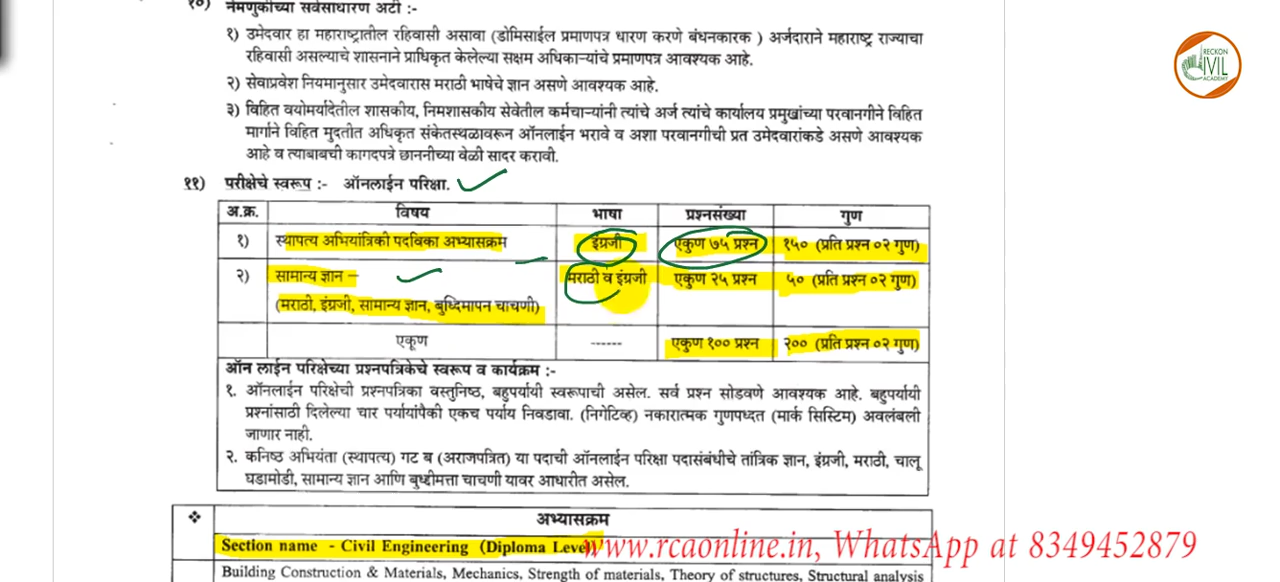 १०) नेमणुकीच्या सर्वसाधारण अटी :-
RECKON
CIVIL
ACADEMY
१) उमेदवार हा महाराष्ट्रातील रहिवासी असावा (डोमिसाईल प्रमाणपत्र धारण करणे बंधनकारक ) अर्जदाराने महाराष्ट्र राज्याचा
रहिवासी असल्याचे शासनाने प्राधिकृत केलेल्या सक्षम अधिकाऱ्यांचे प्रमाणपत्र आवश्यक आहे.
२) सेवाप्रवेश नियमानुसार उमेदवारास मराठी भाषेचे ज्ञान असणे आवश्यक आहे.
३) विहित वयोमर्यादेतील शासकीय, निमशासकीय सेवेतील कर्मचाऱ्यांनी त्यांचे अर्ज त्यांचे कार्यालय प्रमुखांच्या परवानगीने विहित
मार्गाने विहित मुदतीत अधिकृत संकेतस्थळावरून ऑनलाईन भरावे व अशा परवानगीची प्रत उमेदवारांकडे असणे आवश्यक
आहे व त्याबाबची कागदपत्रे छाननीच्या वेळी सादर करावी.
११) परीक्षेचे स्वरूप :- ऑनलाईन परिक्षा.
अ.क्र. विषय भाषा प्रश्नसंख्या गुण
१) स्थापत्य अभियांत्रिकी पदविका अभ्यासक्रम इंग्रजी एकुण ७५ प्रश्न १५० (प्रति प्रश्न ०२ गुण)
२) सामान्य ज्ञान – मराठी व इंग्रजी एकुण २५ प्रश्न ५० (प्रति प्रश्न ०२ गुण)
(मराठी, इंग्रजी, सामान्य ज्ञान, बुध्दिमापन चाचणी)
एकूण ------ एकुण १०० प्रश्न २०० (प्रति प्रश्न ०२ गुण)
ऑन लाईन परिक्षेच्या प्रश्नपत्रिकेचे स्वरूप व कार्यक्रम :-
१. ऑनलाईन परिक्षेची प्रश्नपत्रिका वस्तुनिष्ठ, बहुपर्यायी स्वरूपाची असेल. सर्व प्रश्न सोडवणे आवश्यक आहे. बहुपर्यायी
प्रश्नांसाठी दिलेल्या चार पर्यायांपैकी एकच पर्याय निवडावा. (निगेटिव्ह) नकारात्मक गुणपध्दत (मार्क सिस्टिम) अवलंबली
जाणार नाही.
२. कनिष्ठ अभियंता (स्थापत्य) गट ब (अराजपत्रित) या पदाची ऑनलाईन परिक्षा पदासंबंधीचे तांत्रिक ज्ञान, इंग्रजी, मराठी, चालू
घडामोडी, सामान्य ज्ञान आणि बुध्दीमत्ता चाचणी यावर आधारीत असेल.
❖ अभ्यासक्रम
Section name - Civil Engineering (Diploma Level)
www.rcaonline.in, WhatsApp at 8349452879
Building Construction & Materials, Mechanics, Strength of materials, Theory of structures, Structural analysis